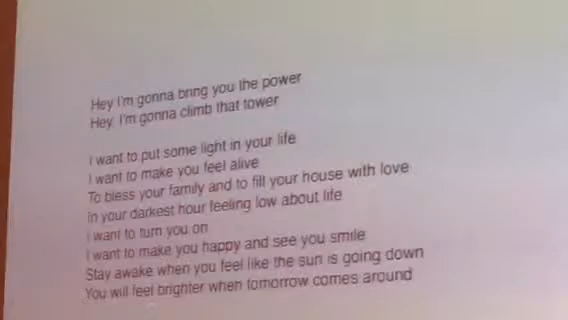 Hey I'm gonna bring you the power
Hey, I'm gonna climb that tower
I want to put some light in your life
I want to make you feel alive
To bless your family and to fill your house with love
In your darkest hour feeling low about life
I want to turn you on
I want to make you happy and see you smile
Stay awake when you feel like the sun is going down
You will feel brighter when tomorrow comes around